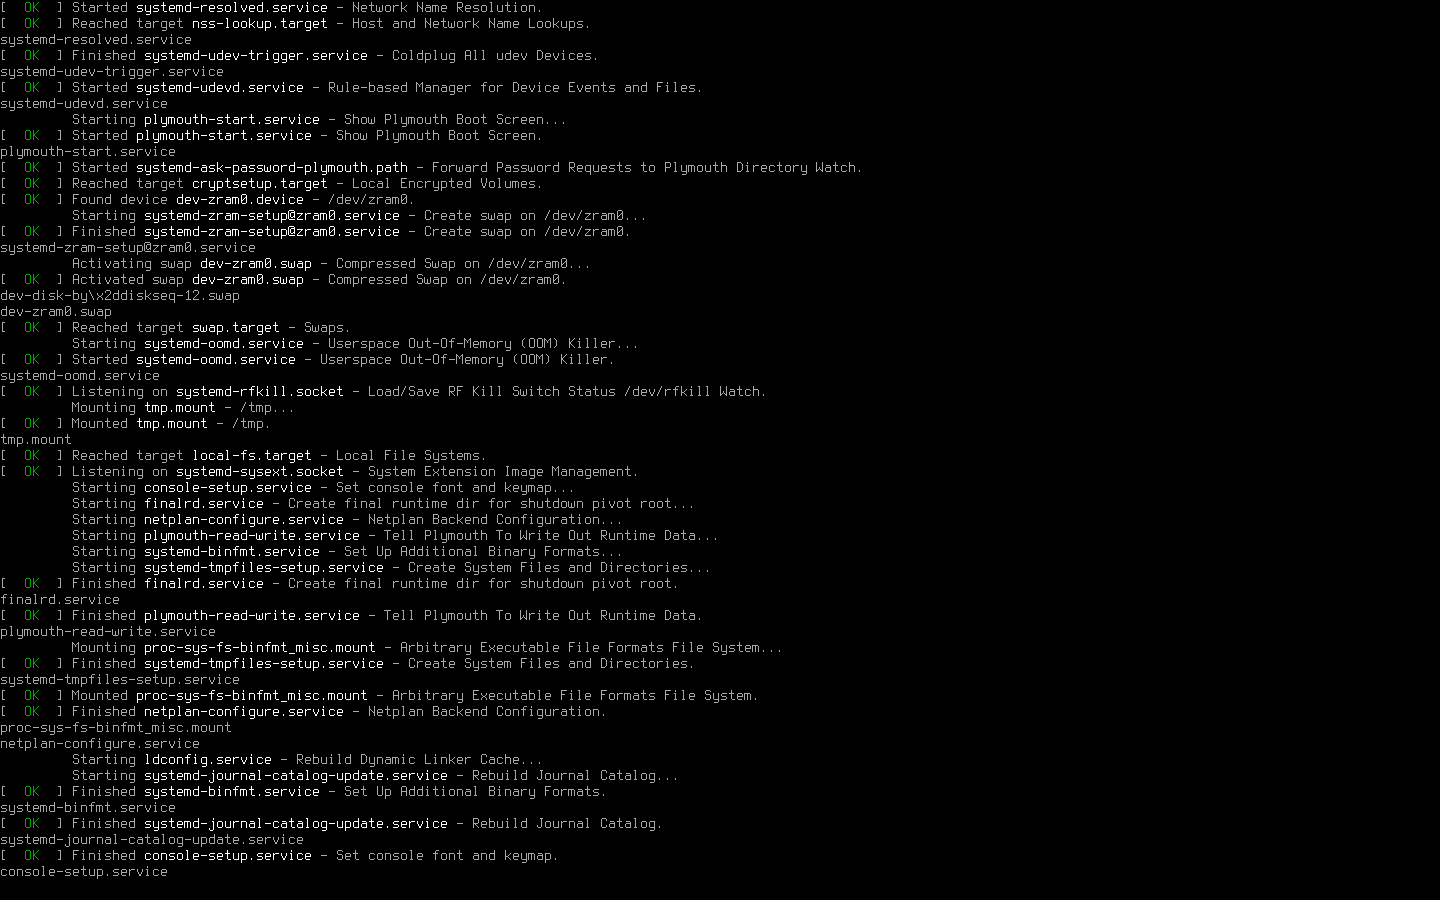 [  OK  ] Started systemd-resolved.service - Network Name Resolution.
[  OK  ] Reached target nss-lookup.target - Host and Network Name Lookups.
systemd-resolved.service
[  OK  ] Finished systemd-udev-trigger.service - Coldplug All udev Devices.
systemd-udev-trigger.service
[  OK  ] Started systemd-udevd.service - Rule-based Manager for Device Events and Files.
systemd-udevd.service
         Starting plymouth-start.service - Show Plymouth Boot Screen...
[  OK  ] Started plymouth-start.service - Show Plymouth Boot Screen.
plymouth-start.service
[  OK  ] Started systemd-ask-password-plymouth.path - Forward Password Requests to Plymouth Directory Watch.
[  OK  ] Reached target cryptsetup.target - Local Encrypted Volumes.
[  OK  ] Found device dev-zram0.device - /dev/zram0.
         Starting systemd-zram-setup@zram0.service - Create swap on /dev/zram0...
[  OK  ] Finished systemd-zram-setup@zram0.service - Create swap on /dev/zram0.
systemd-zram-setup@zram0.service
         Activating swap dev-zram0.swap - Compressed Swap on /dev/zram0...
[  OK  ] Activated swap dev-zram0.swap - Compressed Swap on /dev/zram0.
dev-disk-by\x2ddiskseq-12.swap
dev-zram0.swap
[  OK  ] Reached target swap.target - Swaps.
         Starting systemd-oomd.service - Userspace Out-Of-Memory (OOM) Killer...
[  OK  ] Started systemd-oomd.service - Userspace Out-Of-Memory (OOM) Killer.
systemd-oomd.service
[  OK  ] Listening on systemd-rfkill.socket - Load/Save RF Kill Switch Status /dev/rfkill Watch.
         Mounting tmp.mount - /tmp...
[  OK  ] Mounted tmp.mount - /tmp.
tmp.mount
[  OK  ] Reached target local-fs.target - Local File Systems.
[  OK  ] Listening on systemd-sysext.socket - System Extension Image Management.
         Starting console-setup.service - Set console font and keymap...
         Starting finalrd.service - Create final runtime dir for shutdown pivot root...
         Starting netplan-configure.service - Netplan Backend Configuration...
         Starting plymouth-read-write.service - Tell Plymouth To Write Out Runtime Data...
         Starting systemd-binfmt.service - Set Up Additional Binary Formats...
         Starting systemd-tmpfiles-setup.service - Create System Files and Directories...
[  OK  ] Finished finalrd.service - Create final runtime dir for shutdown pivot root.
finalrd.service
[  OK  ] Finished plymouth-read-write.service - Tell Plymouth To Write Out Runtime Data.
plymouth-read-write.service
         Mounting proc-sys-fs-binfmt_misc.mount - Arbitrary Executable File Formats File System...
[  OK  ] Finished systemd-tmpfiles-setup.service - Create System Files and Directories.
systemd-tmpfiles-setup.service
[  OK  ] Mounted proc-sys-fs-binfmt_misc.mount - Arbitrary Executable File Formats File System.
[  OK  ] Finished netplan-configure.service - Netplan Backend Configuration.
proc-sys-fs-binfmt_misc.mount
netplan-configure.service
         Starting ldconfig.service - Rebuild Dynamic Linker Cache...
         Starting systemd-journal-catalog-update.service - Rebuild Journal Catalog...
[  OK  ] Finished systemd-binfmt.service - Set Up Additional Binary Formats.
systemd-binfmt.service
[  OK  ] Finished systemd-journal-catalog-update.service - Rebuild Journal Catalog.
systemd-journal-catalog-update.service
[  OK  ] Finished console-setup.service - Set console font and keymap.
console-setup.service